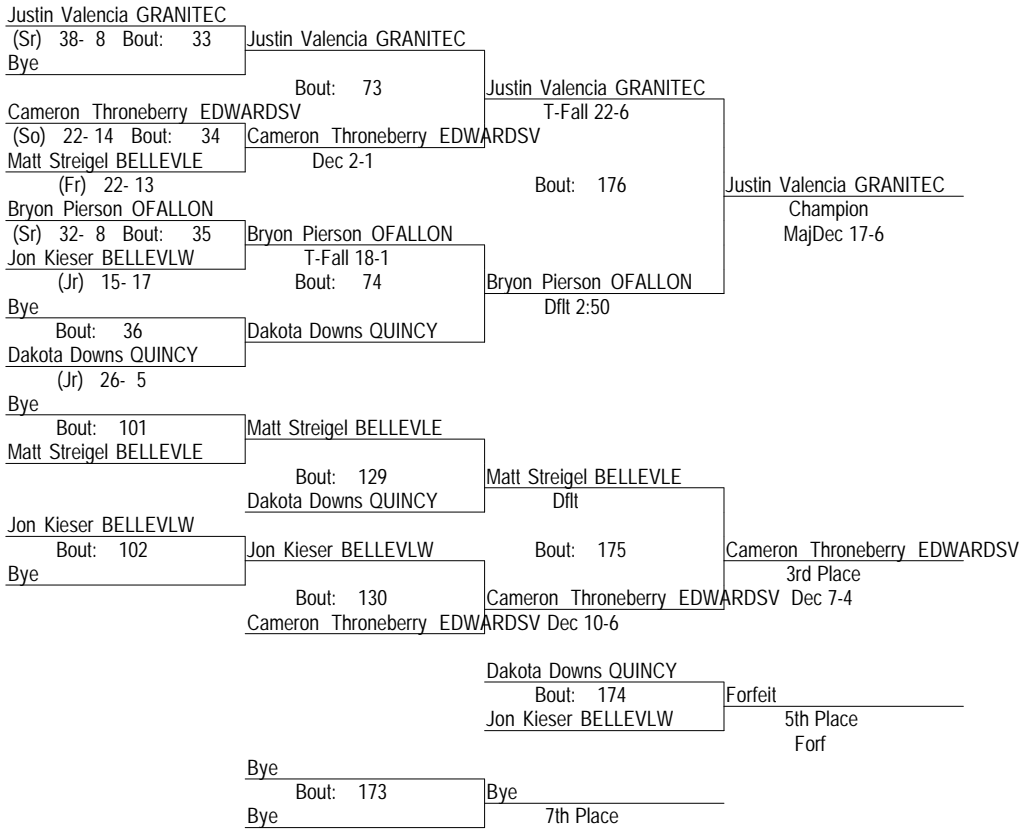 Justin Valencia GRANITEC
(Sr) 38- 8 Bout: 33 Justin Valencia GRANITEC
Bye
Bout: 73 Justin Valencia GRANITEC
Cameron Throneberry EDWARDSV T-Fall 22-6
(So) 22- 14 Bout: 34 Cameron Throneberry EDWARDSV
Matt Streigel BELLEVLE Dec 2-1
(Fr) 22- 13 Bout: 176 Justin Valencia GRANITEC
Bryon Pierson OFALLON Champion
(Sr) 32- 8 Bout: 35 Bryon Pierson OFALLON MajDec 17-6
Jon Kieser BELLEVLW T-Fall 18-1
(Jr) 15- 17 Bout: 74 Bryon Pierson OFALLON
Bye Dflt 2:50
Bout: 36 Dakota Downs QUINCY
Dakota Downs QUINCY
(Jr) 26- 5
Bye
Bout: 101 Matt Streigel BELLEVLE
Matt Streigel BELLEVLE
Bout: 129 Matt Streigel BELLEVLE
Dakota Downs QUINCY Dflt
Jon Kieser BELLEVLW
Bout: 102 Jon Kieser BELLEVLW Bout: 175 Cameron Throneberry EDWARDSV
Bye 3rd Place
Bout: 130 Cameron Throneberry EDWARDSV Dec 7-4
Cameron Throneberry EDWARDSV Dec 10-6
Dakota Downs QUINCY
Bout: 174 Forfeit
Jon Kieser BELLEVLW 5th Place
Forf
Bye
Bout: 173 Bye
Bye 7th Place